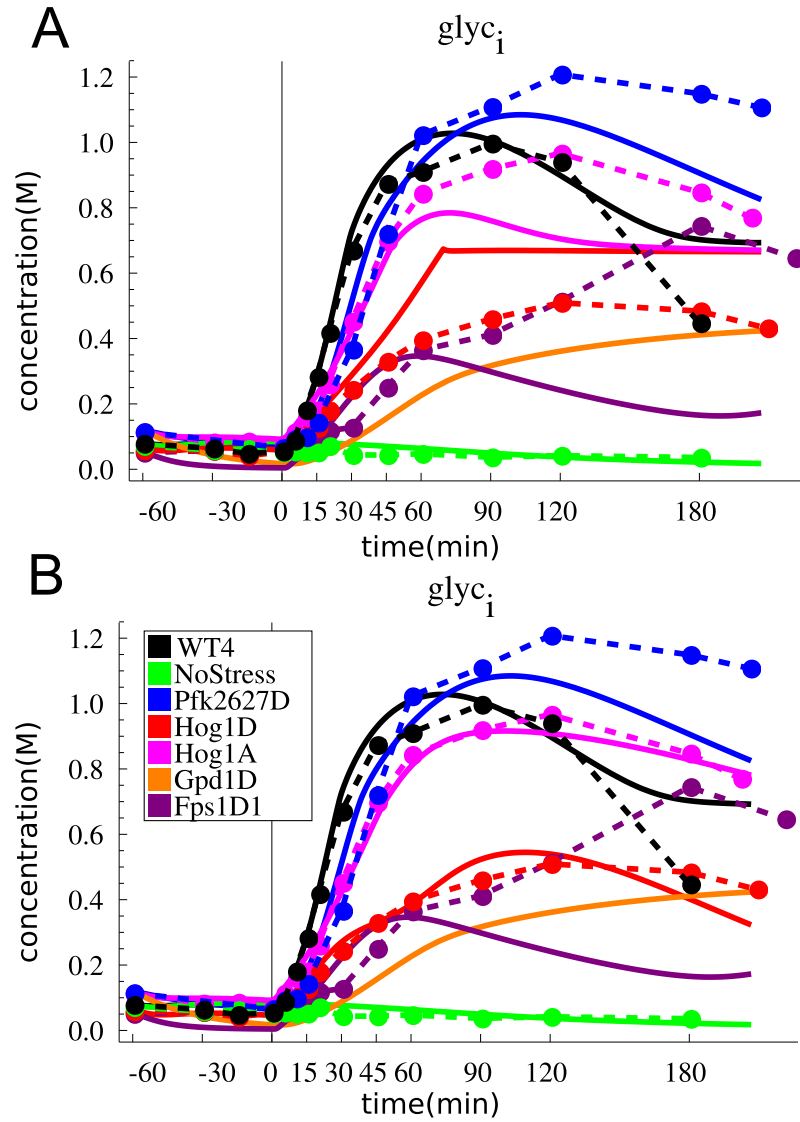 A
glyci
concentration(M)
1.2
1.0
0.8
0.6
0.4
0.2
0.0
-60 -30 0 15 30 45 60 90 120 180
time(min)
B
glyci
concentration(M)
1.2
1.0
0.8
0.6
0.4
0.2
0.0
WT4
NoStress
Pfk2627D
Hog1D
Hog1A
Gpd1D
Fps1D1
-60 -30 0 15 30 45 60 90 120 180
time(min)